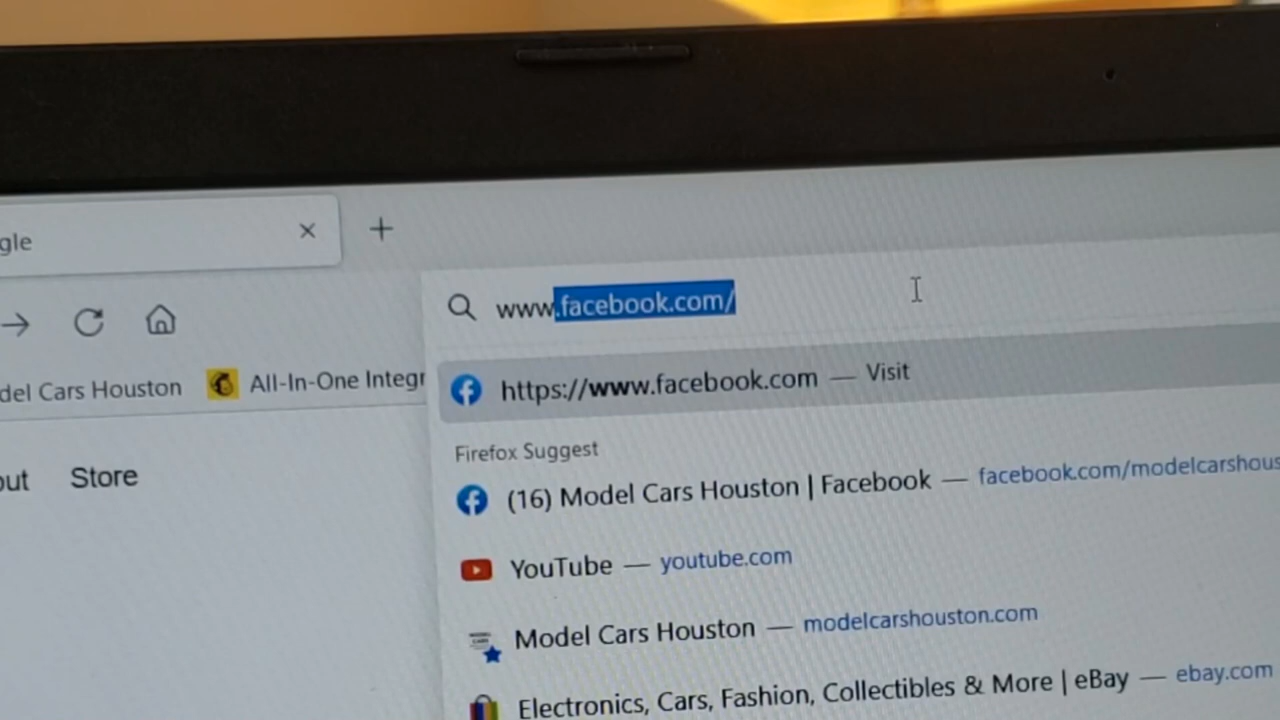 gle
www.facebook.com/
del Cars Houston All-In-One Integr
https://www.facebook.com — Visit
out Store
Firefox Suggest
(16) Model Cars Houston | Facebook — facebook.com/modelcarshous
YouTube — youtube.com
Model Cars Houston — modelcarshouston.com
Electronics, Cars, Fashion, Collectibles & More | eBay — ebay.com